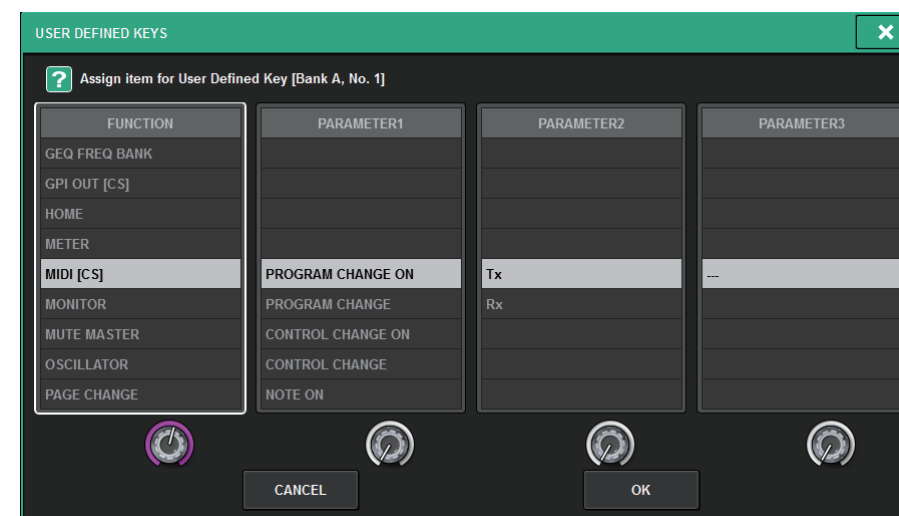 USER DEFINED KEYS
? Assign item for User Defined Key [Bank A, No. 1]
FUNCTION PARAMETER1 PARAMETER2 PARAMETER3
GEQ FREQ BANK
GPI OUT [CS]
HOME
METER
MIDI [CS] PROGRAM CHANGE ON Tx ---
MONITOR PROGRAM CHANGE Rx
MUTE MASTER CONTROL CHANGE ON
OSCILLATOR CONTROL CHANGE
PAGE CHANGE NOTE ON
CANCEL OK